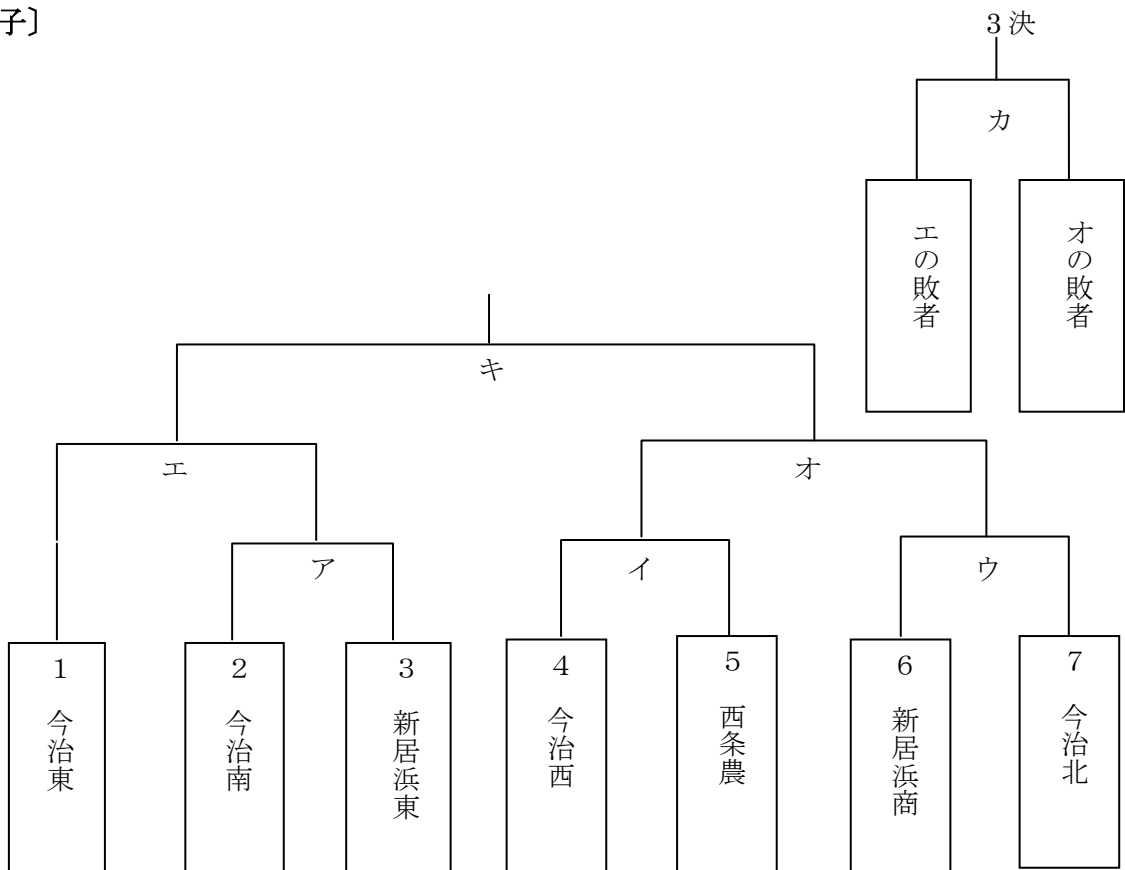 子〕
3決
カ
エの敗者
オの敗者
キ
エ
オ
ア
イ
ウ
1 今治東
2 今治南
3 新居浜東
4 今治西
5 西条農
6 新居浜商
7 今治北